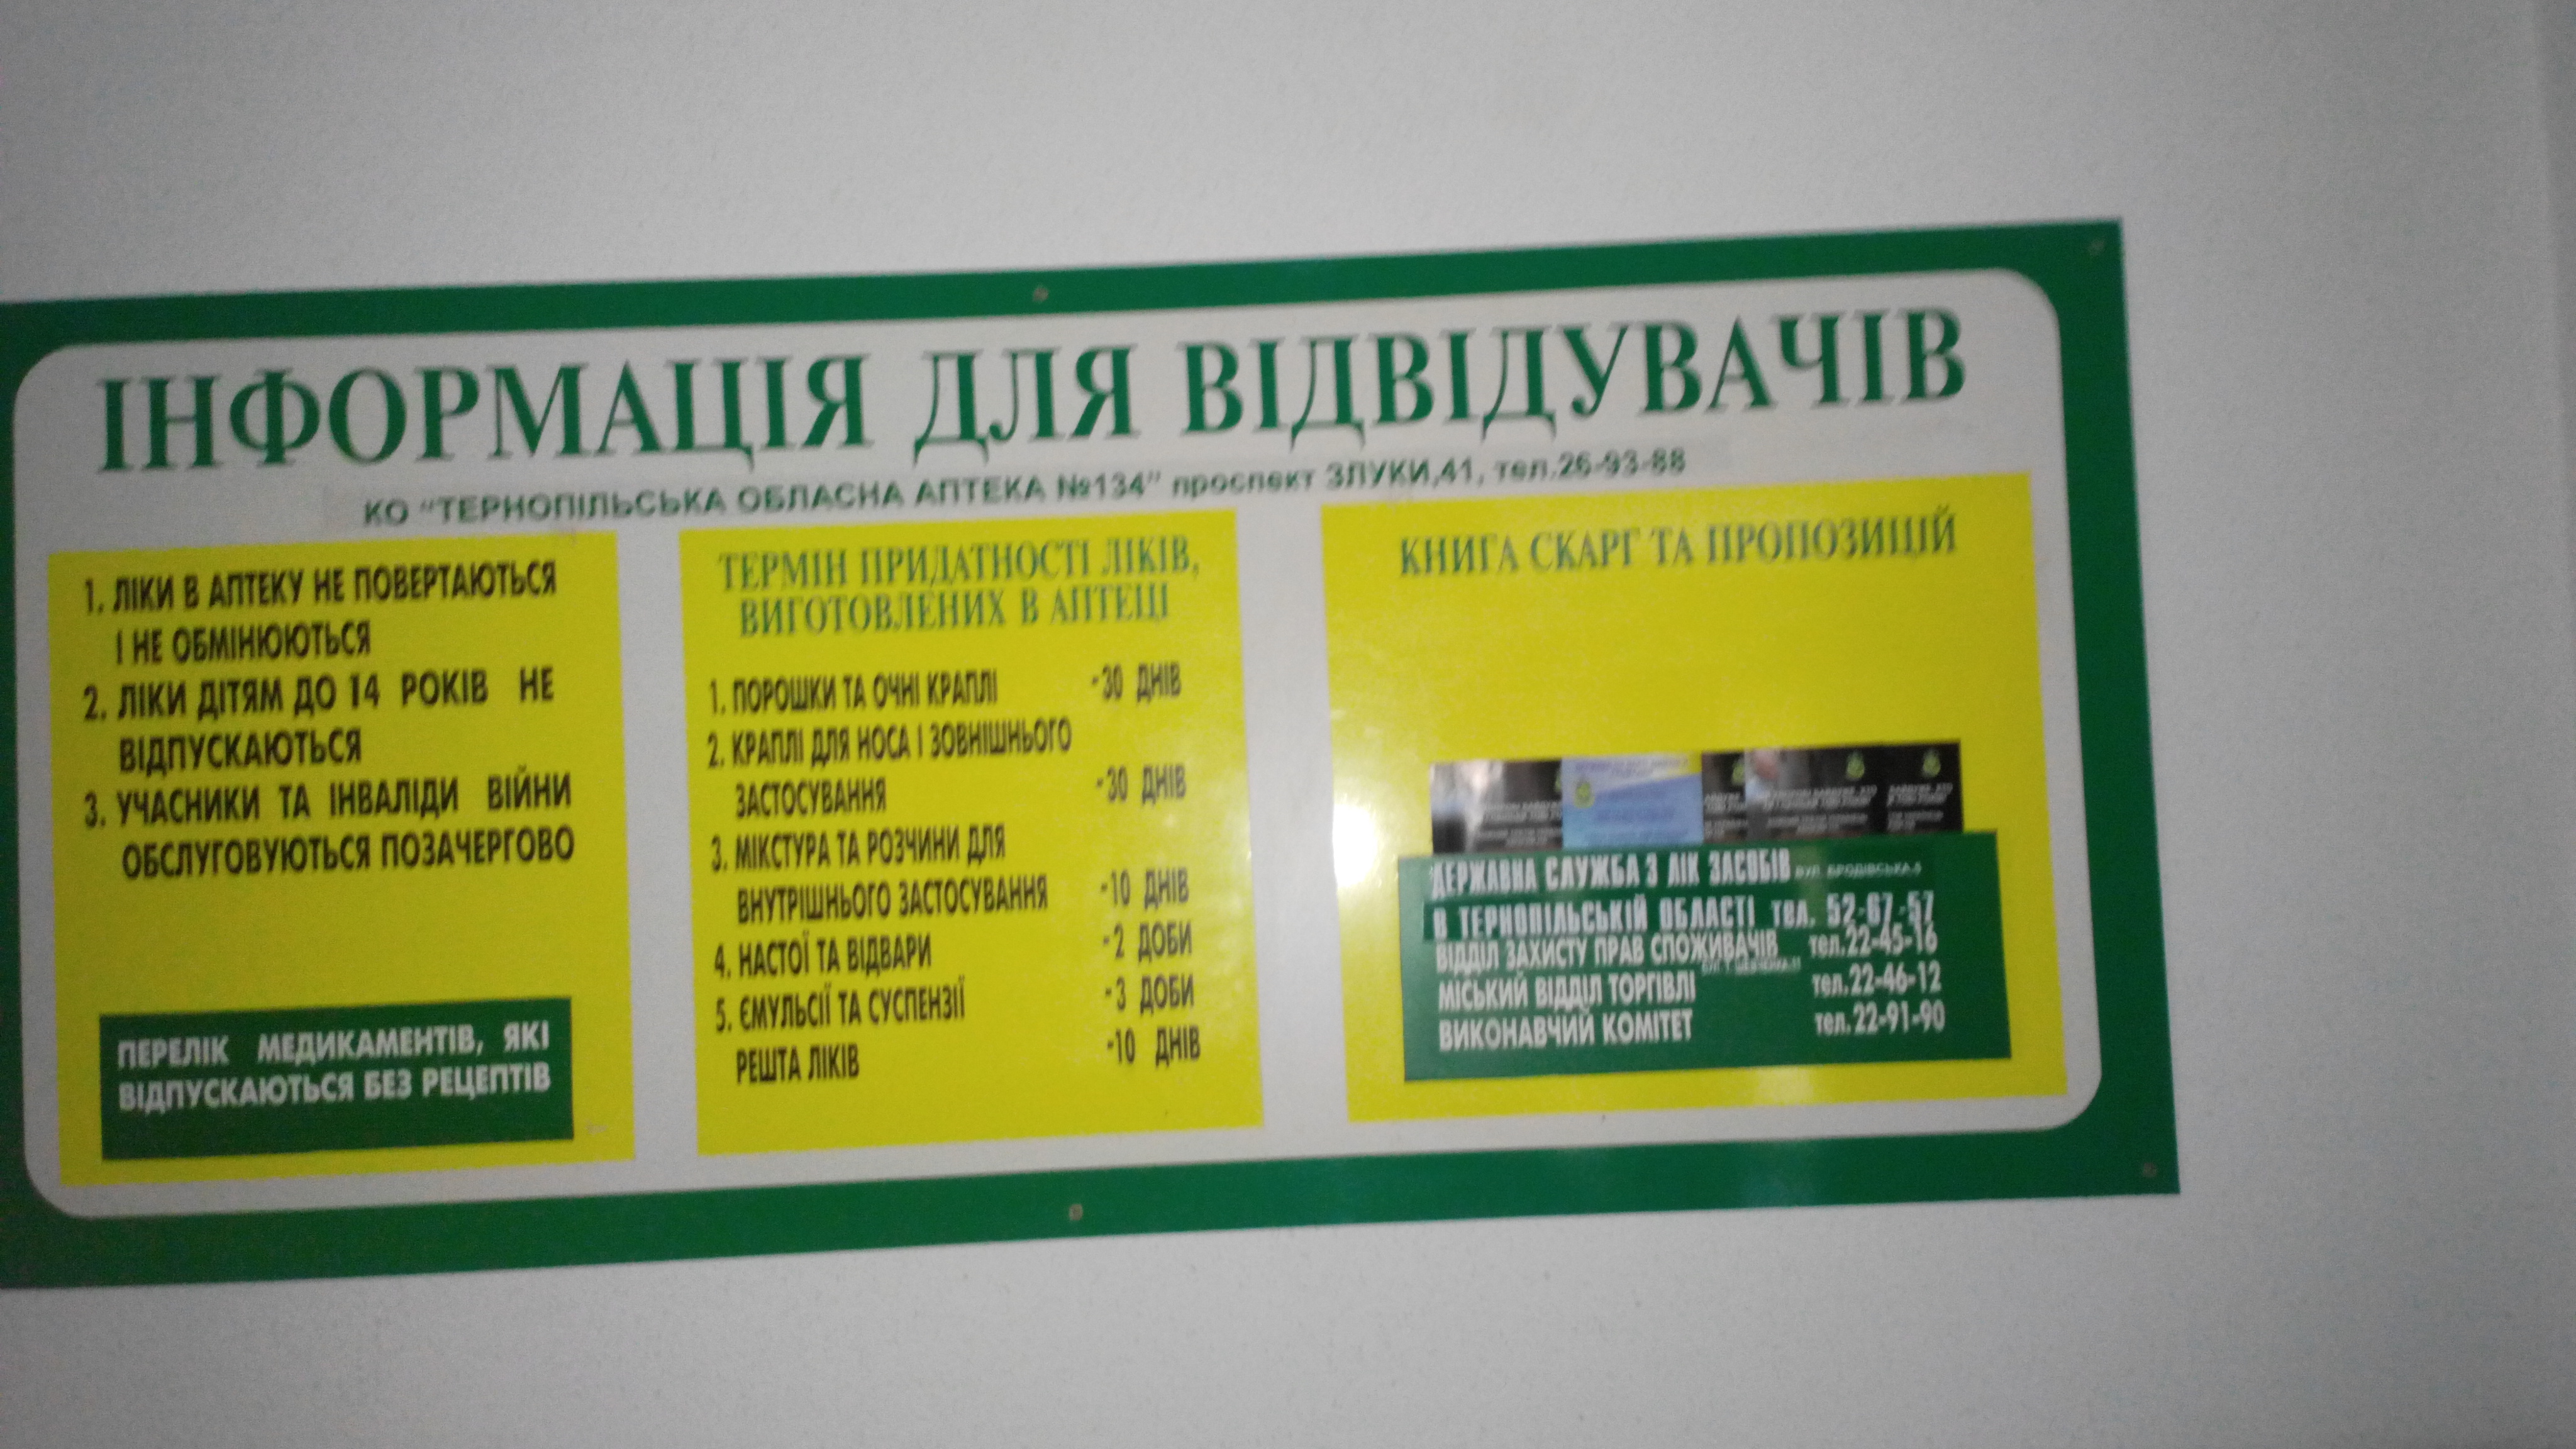 ІНФОРМАЦІЯ ДЛЯ ВІДВІДУВАЧІВ
КО "ТЕРНОПІЛЬСЬКА ОБЛАСНА АПТЕКА №134" проспект ЗЛУКИ,41, тел.26-93-88
1. ЛІКИ В АПТЕКУ НЕ ПОВЕРТАЮТЬСЯ
І НЕ ОБМІНЮЮТЬСЯ
2. ЛІКИ ДІТЯМ ДО 14 РОКІВ НЕ
ВІДПУСКАЮТЬСЯ
3. УЧАСНИКИ ТА ІНВАЛІДИ ВІЙНИ
ОБСЛУГОВУЮТЬСЯ ПОЗАЧЕРГОВО
ПЕРЕЛІК МЕДИКАМЕНТІВ, ЯКІ
ВІДПУСКАЮТЬСЯ БЕЗ РЕЦЕПТІВ
ТЕРМІН ПРИДАТНОСТІ ЛІКІВ,
ВИГОТОВЛЕНИХ В АПТЕЦІ
1. ПОРОШКИ ТА ОЧНІ КРАПЛІ -30 ДНІВ
2. КРАПЛІ ДЛЯ НОСА І ЗОВНІШНЬОГО
ЗАСТОСУВАННЯ -30 ДНІВ
3. МІКСТУРА ТА РОЗЧИНИ ДЛЯ
ВНУТРІШНЬОГО ЗАСТОСУВАННЯ -10 ДНІВ
4. НАСТОЇ ТА ВІДВАРИ -2 ДОБИ
5. ЄМУЛЬСІЇ ТА СУСПЕНЗІЇ -3 ДОБИ
РЕШТА ЛІКІВ -10 ДНІВ
КНИГА СКАРГ ТА ПРОПОЗИЦІЙ
ДЕРЖАВНА СЛУЖБА З ЛІК ЗАСОБІВ ВУЛ. БРОДІВСЬКА,
В ТЕРНОПІЛЬСЬКІЙ ОБЛАСТІ тел. 52-67-57
ВІДДІЛ ЗАХИСТУ ПРАВ СПОЖИВАЧІВ тел.22-45-16
МІСЬКИЙ ВІДДІЛ ТОРГІВЛІ тел.22-46-12
ВИКОНАВЧИЙ КОМІТЕТ тел.22-91-90